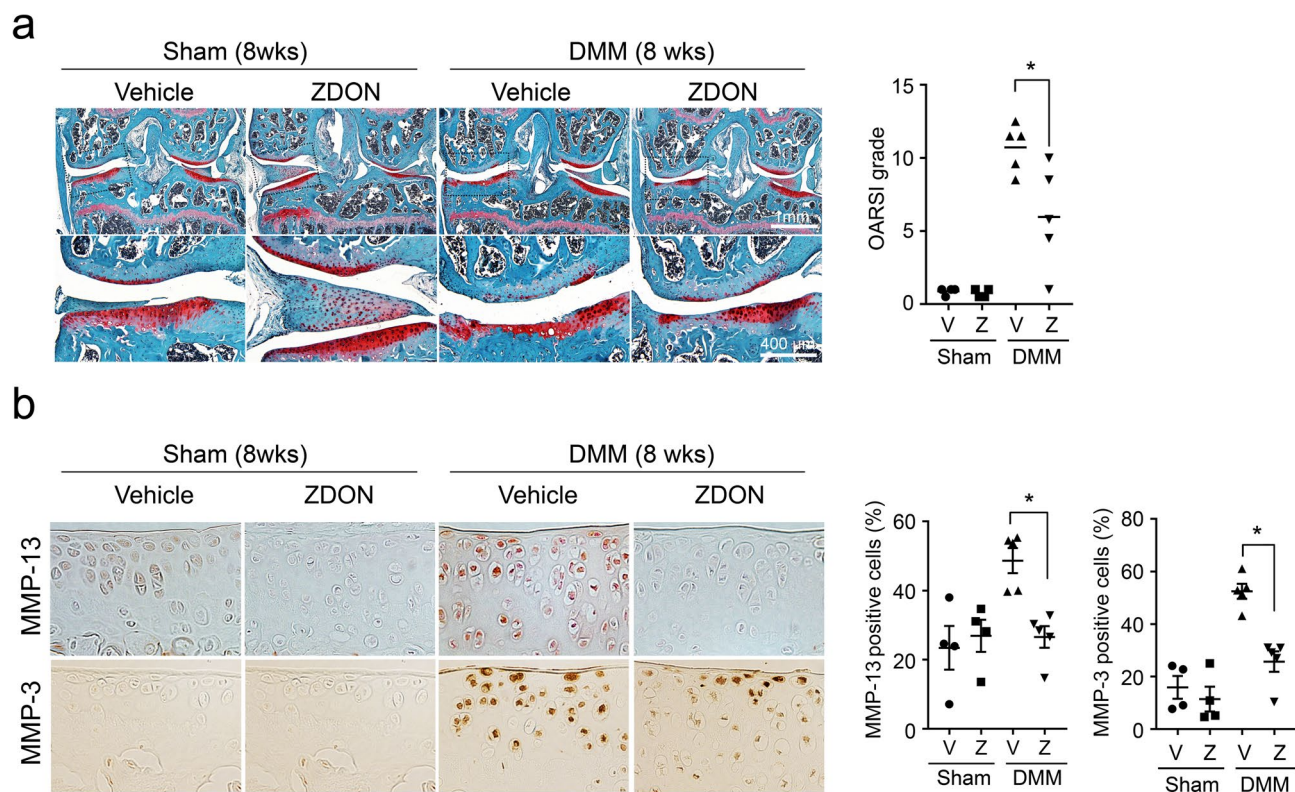 a
Sham (8wks)
DMM (8 wks)
Vehicle
ZDON
Vehicle
ZDON
1mm
400 µm
OARSI grade
15
10
5
0
V
Z
V
Z
Sham
DMM
*
b
Sham (8wks)
DMM (8 wks)
Vehicle
ZDON
Vehicle
ZDON
MMP-13
MMP-3
MMP-13 positive cells (%)
60
40
20
0
V
Z
V
Z
Sham
DMM
*
MMP-3 positive cells (%)
80
60
40
20
0
V
Z
V
Z
Sham
DMM
*